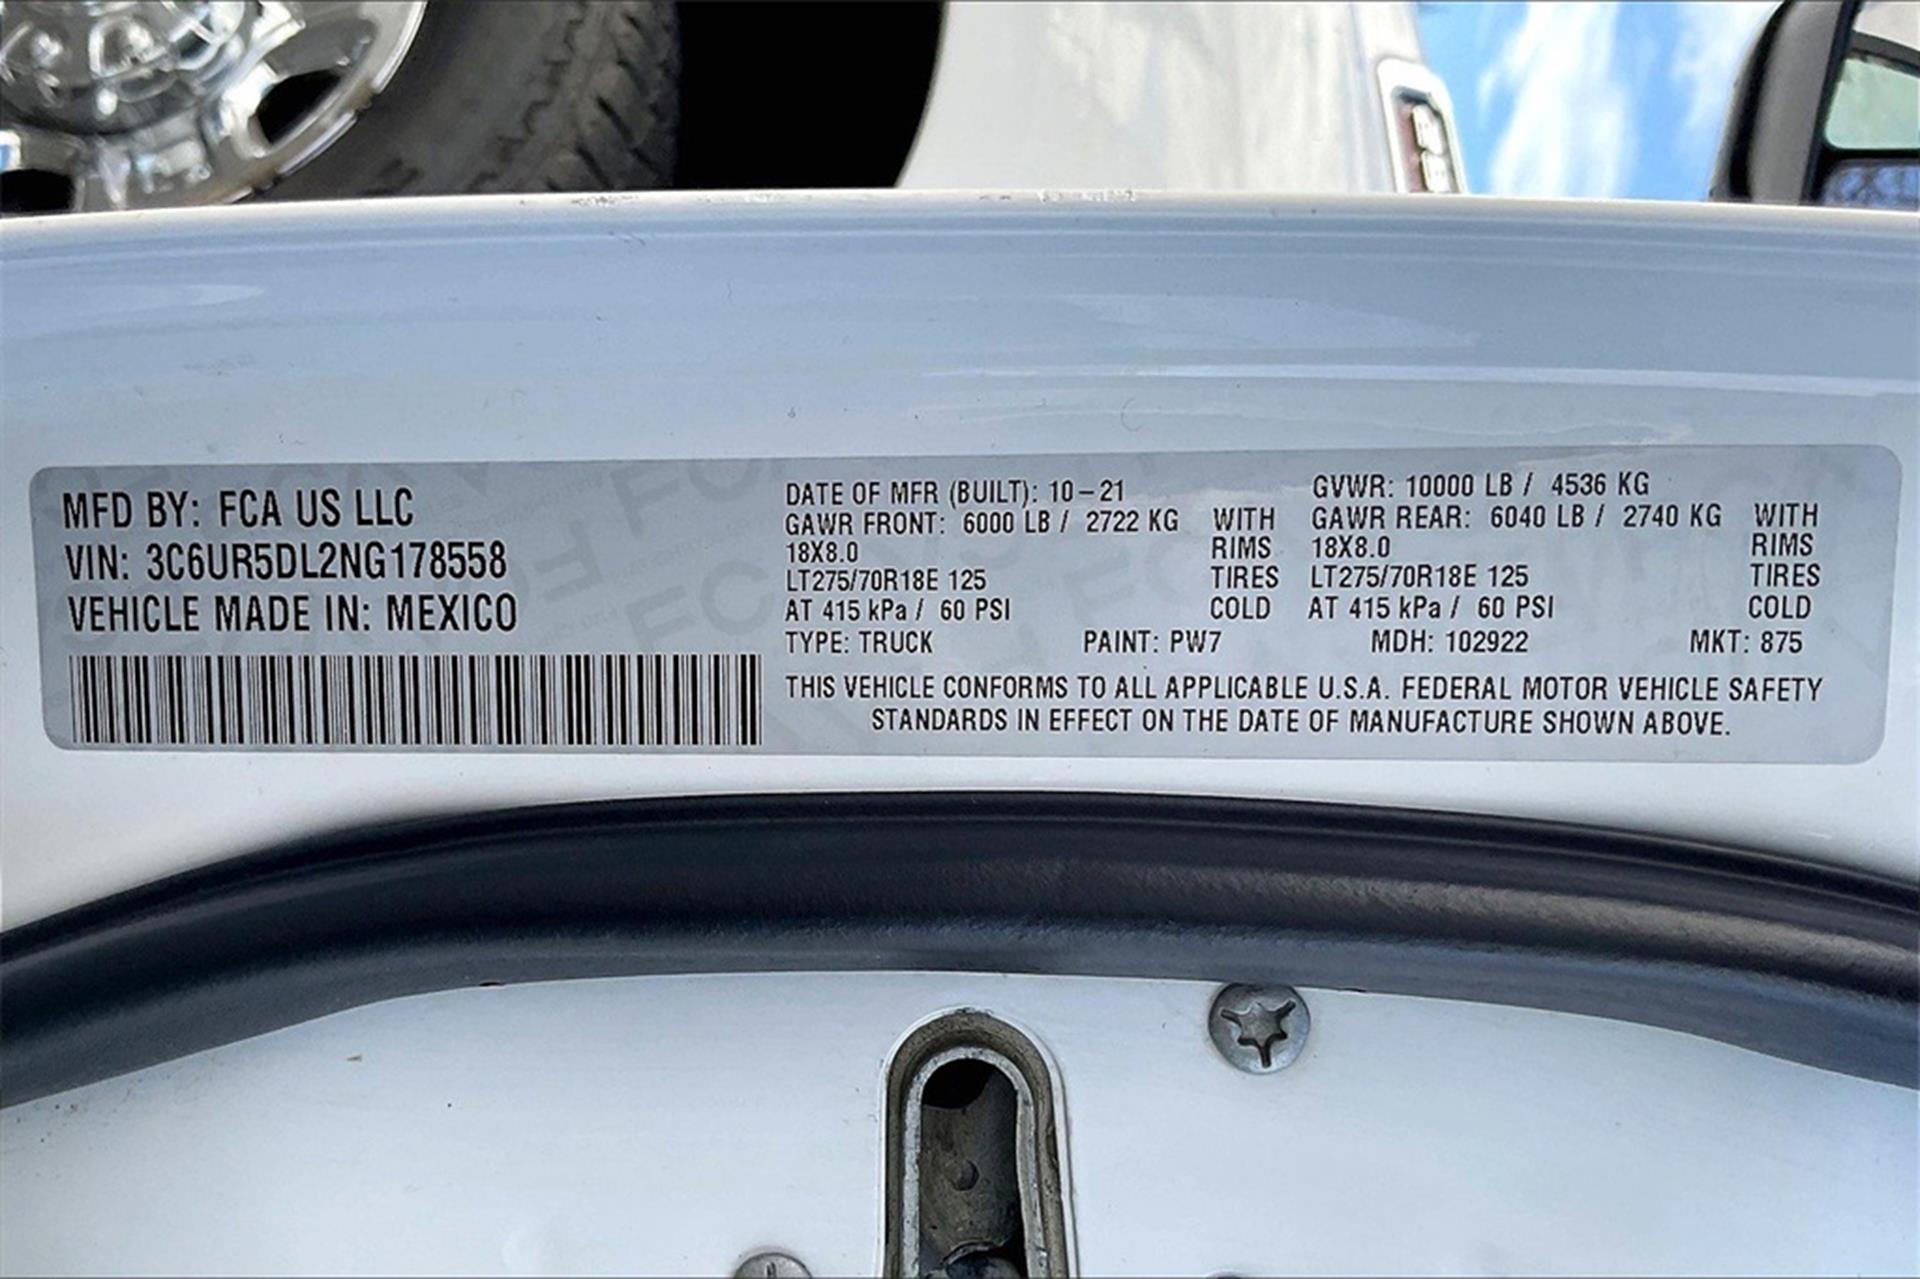 MFD BY: FCA US LLC
VIN: 3C6UR5DL2NG178558
VEHICLE MADE IN: MEXICO
DATE OF MFR (BUILT): 10-21
GVWR: 10000 LB / 4536 KG
GAWR FRONT: 6000 LB / 2722 KG WITH
18X8.0 RIMS
LT275/70R18E 125 TIRES
AT 415 kPa / 60 PSI COLD
GAWR REAR: 6040 LB / 2740 KG WITH
18X8.0 RIMS
LT275/70R18E 125 TIRES
AT 415 kPa / 60 PSI COLD
TYPE: TRUCK PAINT: PW7 MDH: 102922 MKT: 875
THIS VEHICLE CONFORMS TO ALL APPLICABLE U.S.A. FEDERAL MOTOR VEHICLE SAFETY
STANDARDS IN EFFECT ON THE DATE OF MANUFACTURE SHOWN ABOVE.